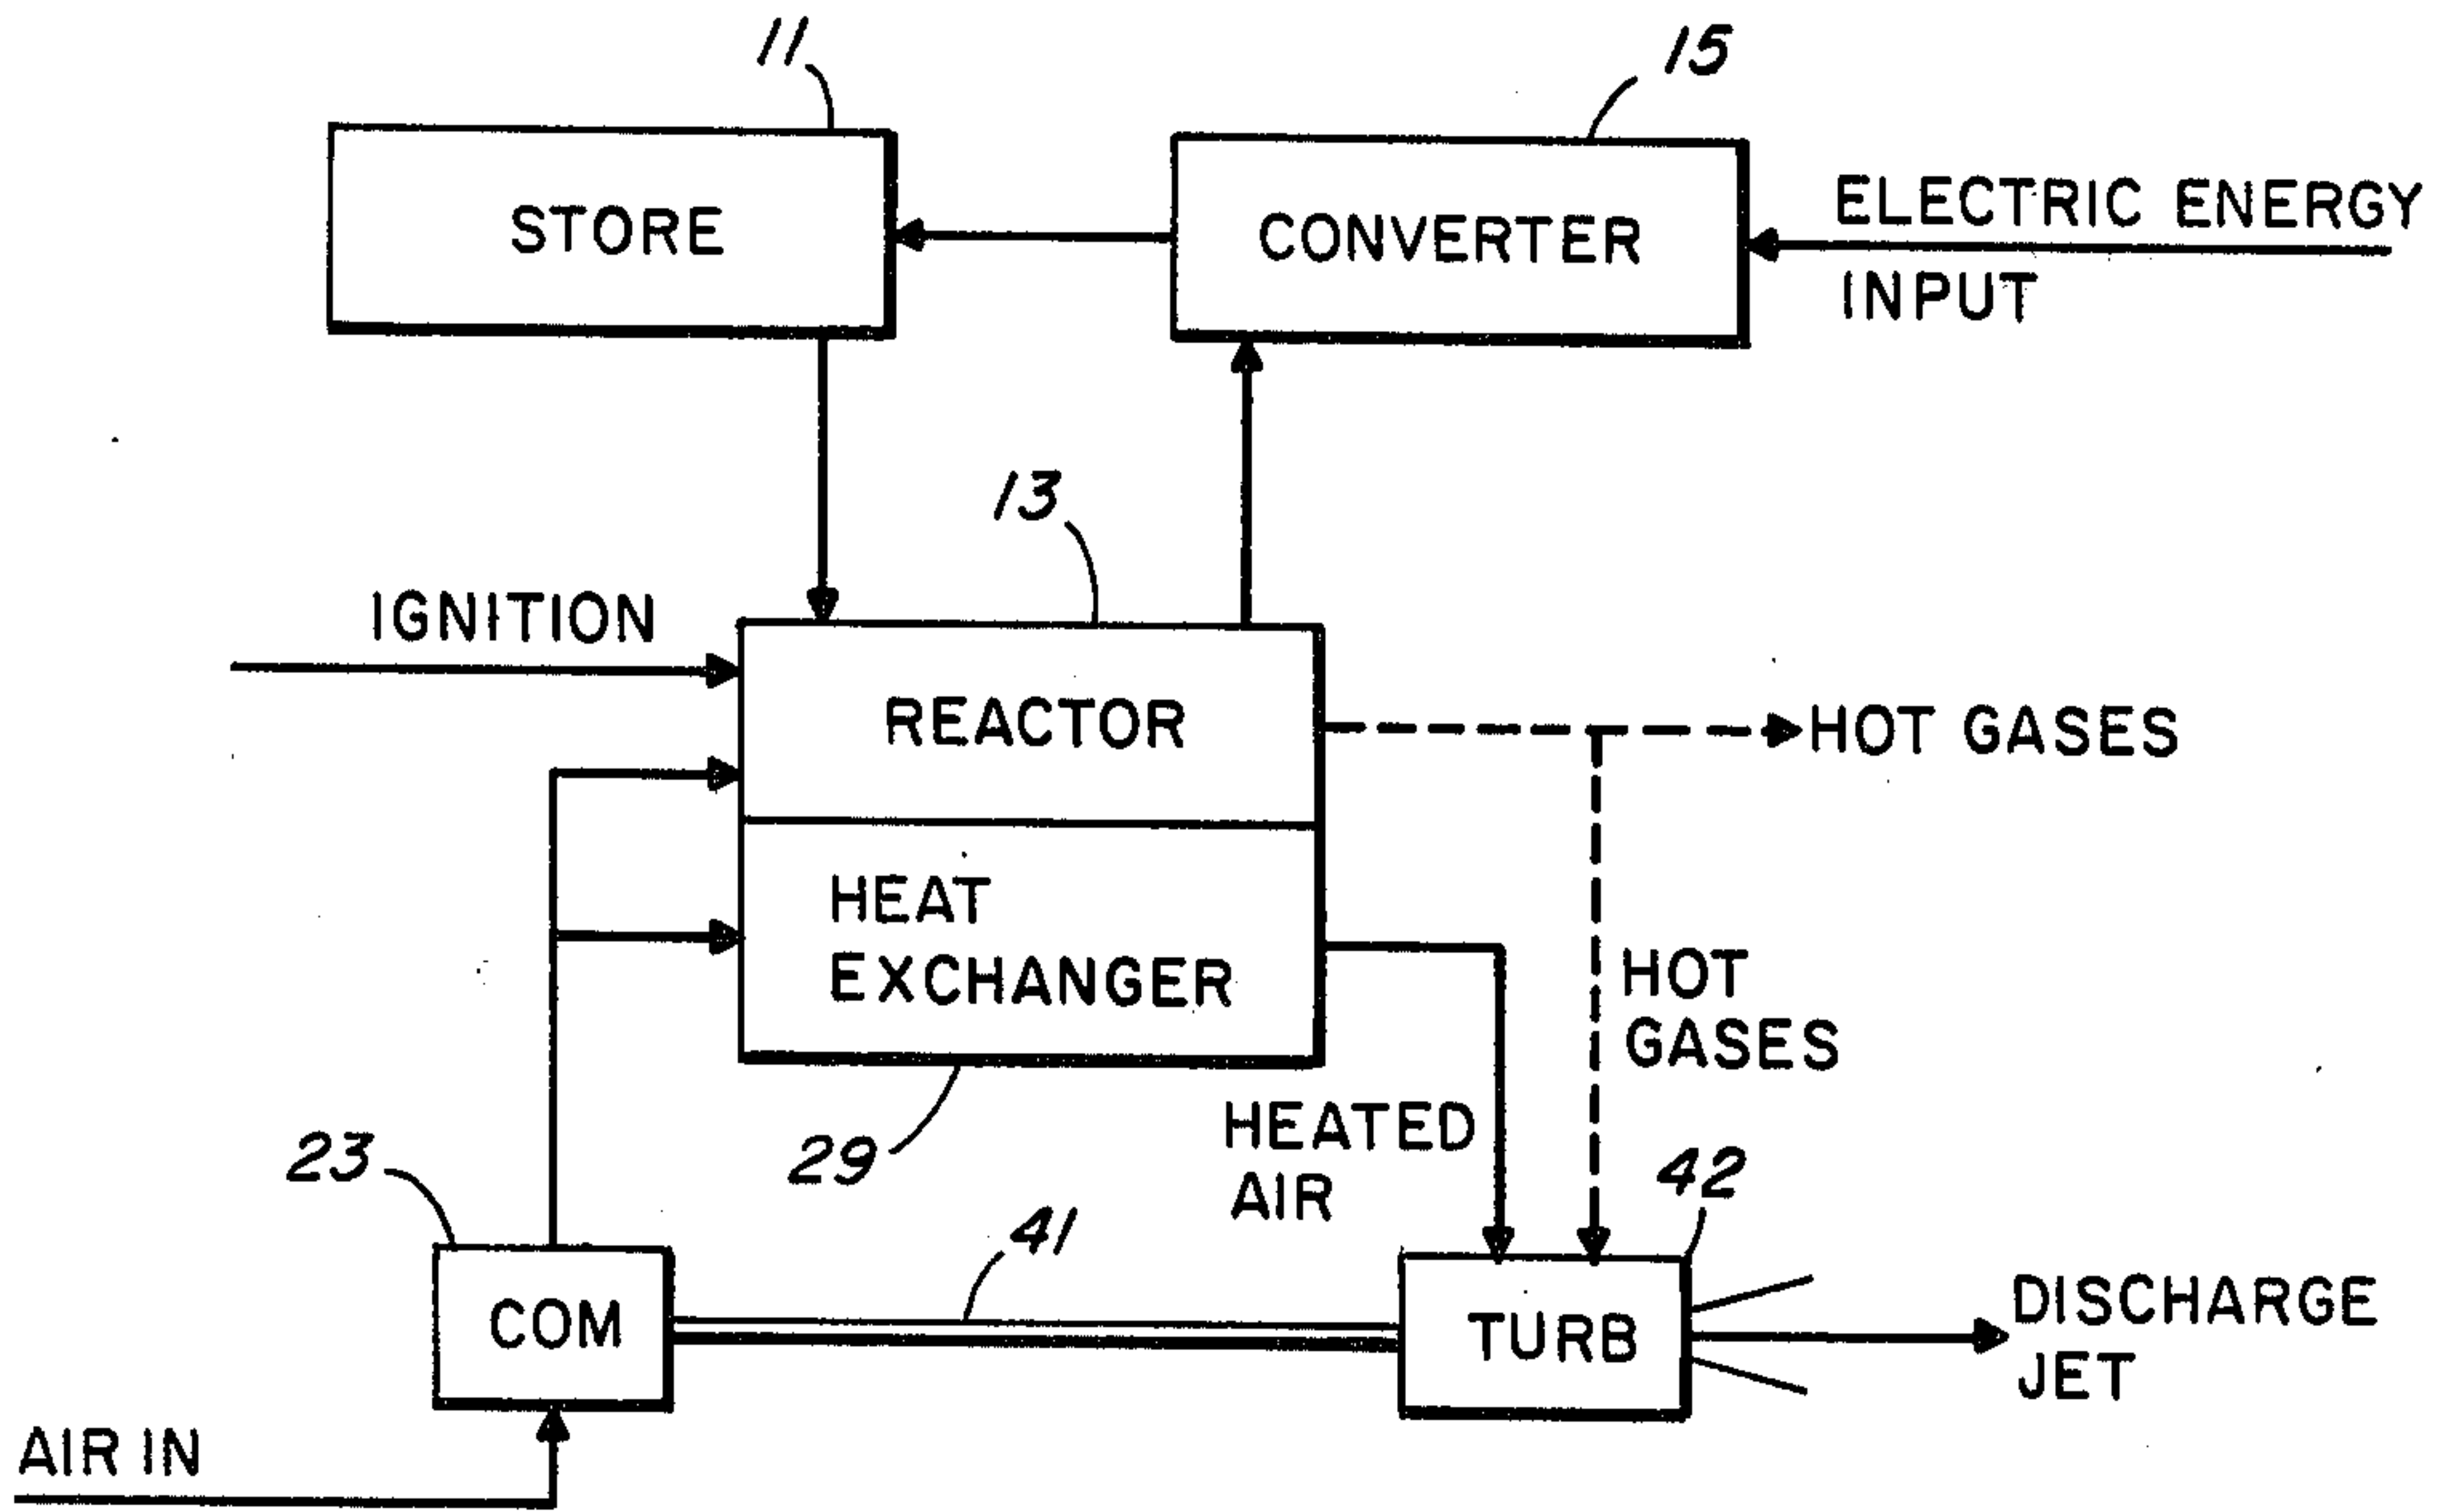 11
15
STORE
CONVERTER
ELECTRIC ENERGY
INPUT
13
IGNITION
REACTOR
HOT GASES
HEAT
EXCHANGER
HOT
GASES
23
29
HEATED
AIR
42
41
COM
TURB
DISCHARGE
JET
AIR IN